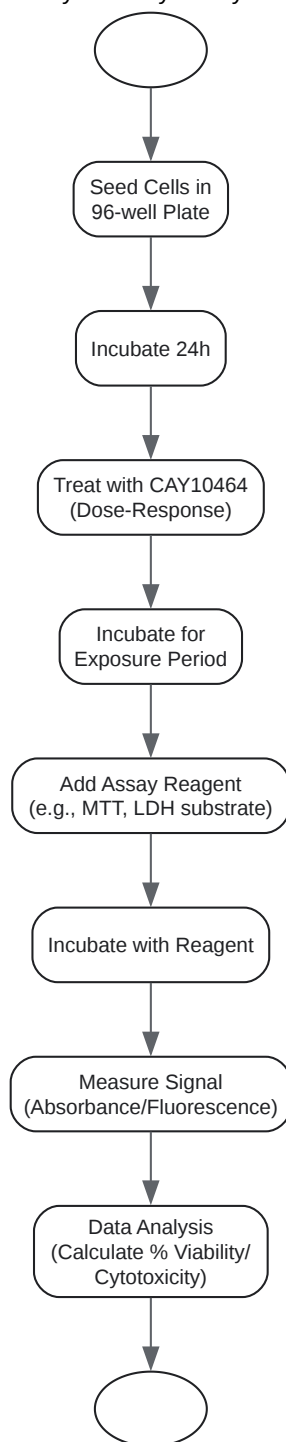 Seed Cells in
96-well Plate
Incubate 24h
Treat with CAY10464
(Dose-Response)
Incubate for
Exposure Period
Add Assay Reagent
(e.g., MTT, LDH substrate)
Incubate with Reagent
Measure Signal
(Absorbance/Fluorescence)
Data Analysis
(Calculate % Viability/
Cytotoxicity)